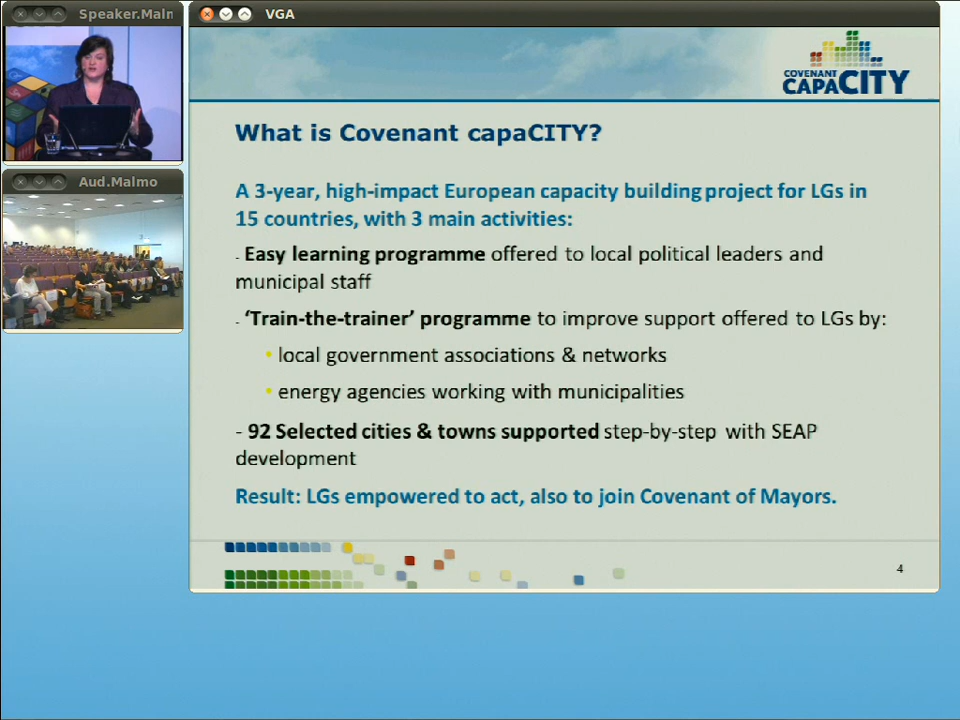 Speaker.Malm
VGA
Aud.Malmo
COVENANT
CAPACITY
What is Covenant capaCITY?
A 3-year, high-impact European capacity building project for LGs in
15 countries, with 3 main activities:
- Easy learning programme offered to local political leaders and
municipal staff
- ‘Train-the-trainer’ programme to improve support offered to LGs by:
• local government associations & networks
• energy agencies working with municipalities
- 92 Selected cities & towns supported step-by-step with SEAP
development
Result: LGs empowered to act, also to join Covenant of Mayors.
4